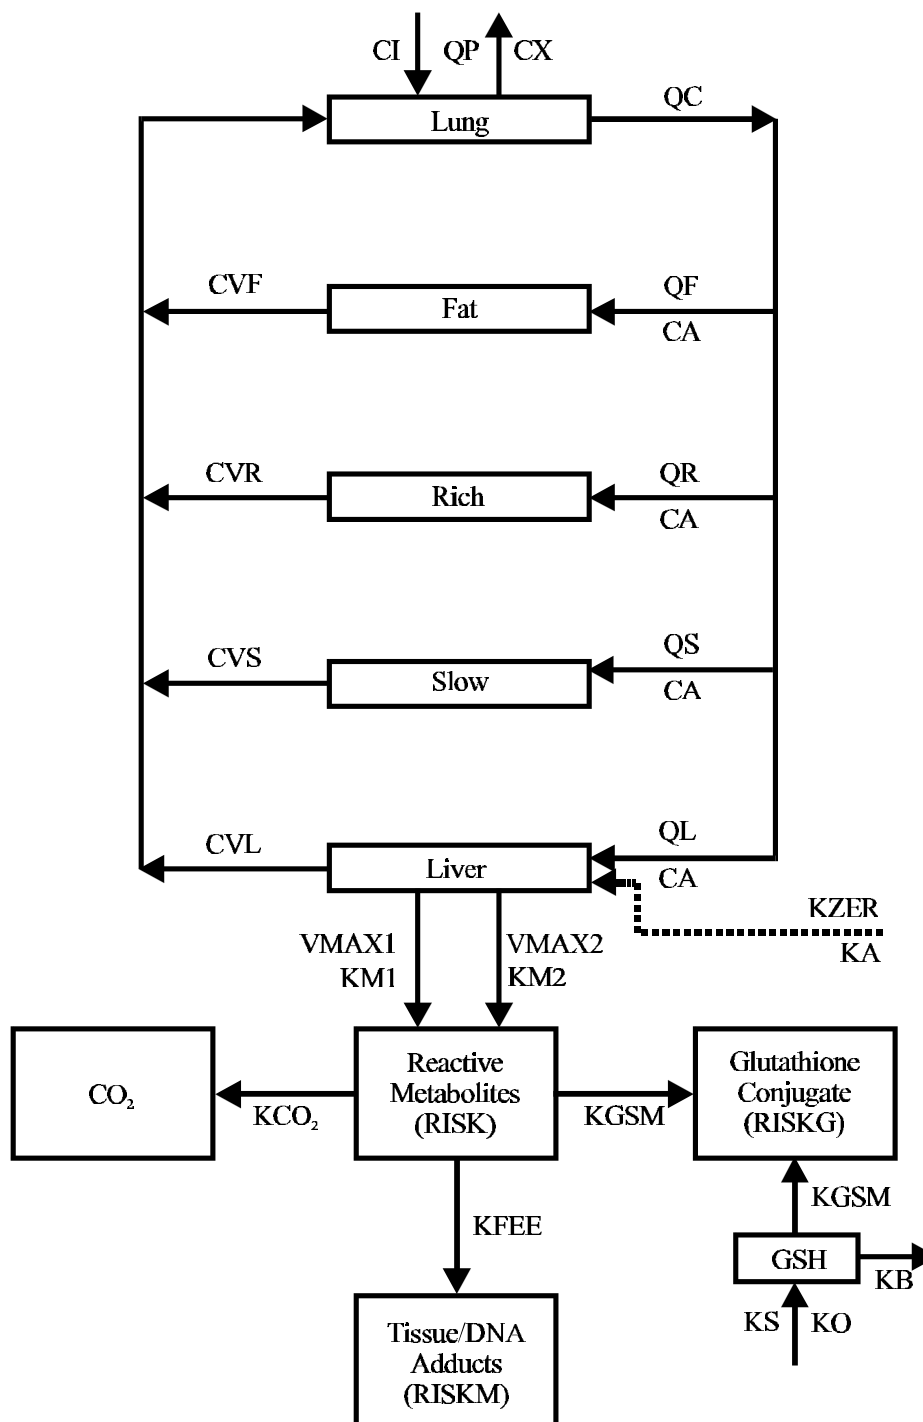 CI
QP
CX
Lung
QC
CVF
Fat
QF
CA
CVR
Rich
QR
CA
CVS
Slow
QS
CA
CVL
Liver
QL
CA
KZER
KA
VMAX1
KM1
VMAX2
KM2
CO₂
KCO₂
Reactive
Metabolites
(RISK)
KGSM
Glutathione
Conjugate
(RISKG)
KFEE
KGSM
GSH
KB
KS
KO
Tissue/DNA
Adducts
(RISKM)